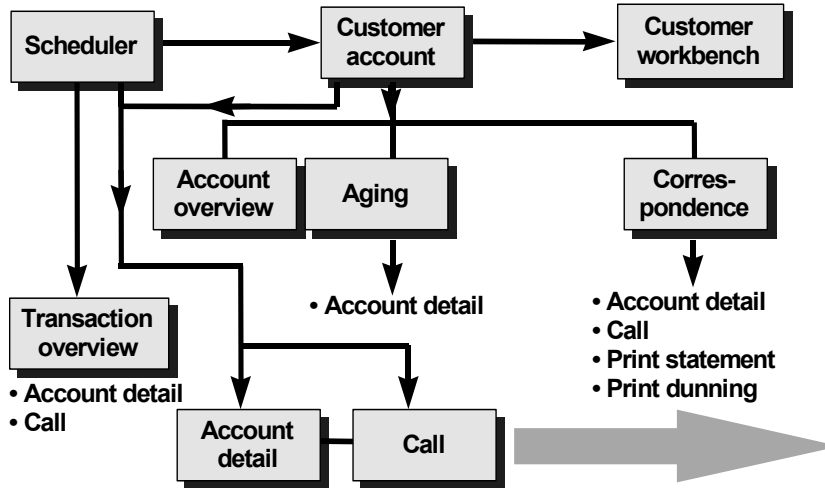 Scheduler
Customer
account
Customer
workbench
Account
overview
Aging
Corres-
pondence
• Account detail
• Account detail
• Call
• Print statement
• Print dunning
Transaction
overview
• Account detail
• Call
Account
detail
Call